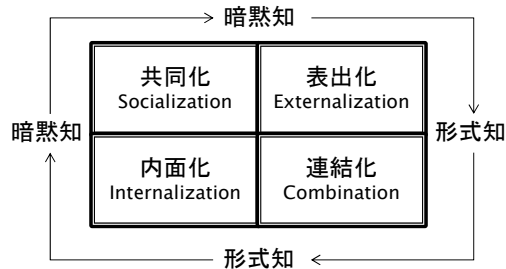 暗黙知
共同化
Socialization
表出化
Externalization
暗黙知
形式知
内面化
Internalization
連結化
Combination
形式知